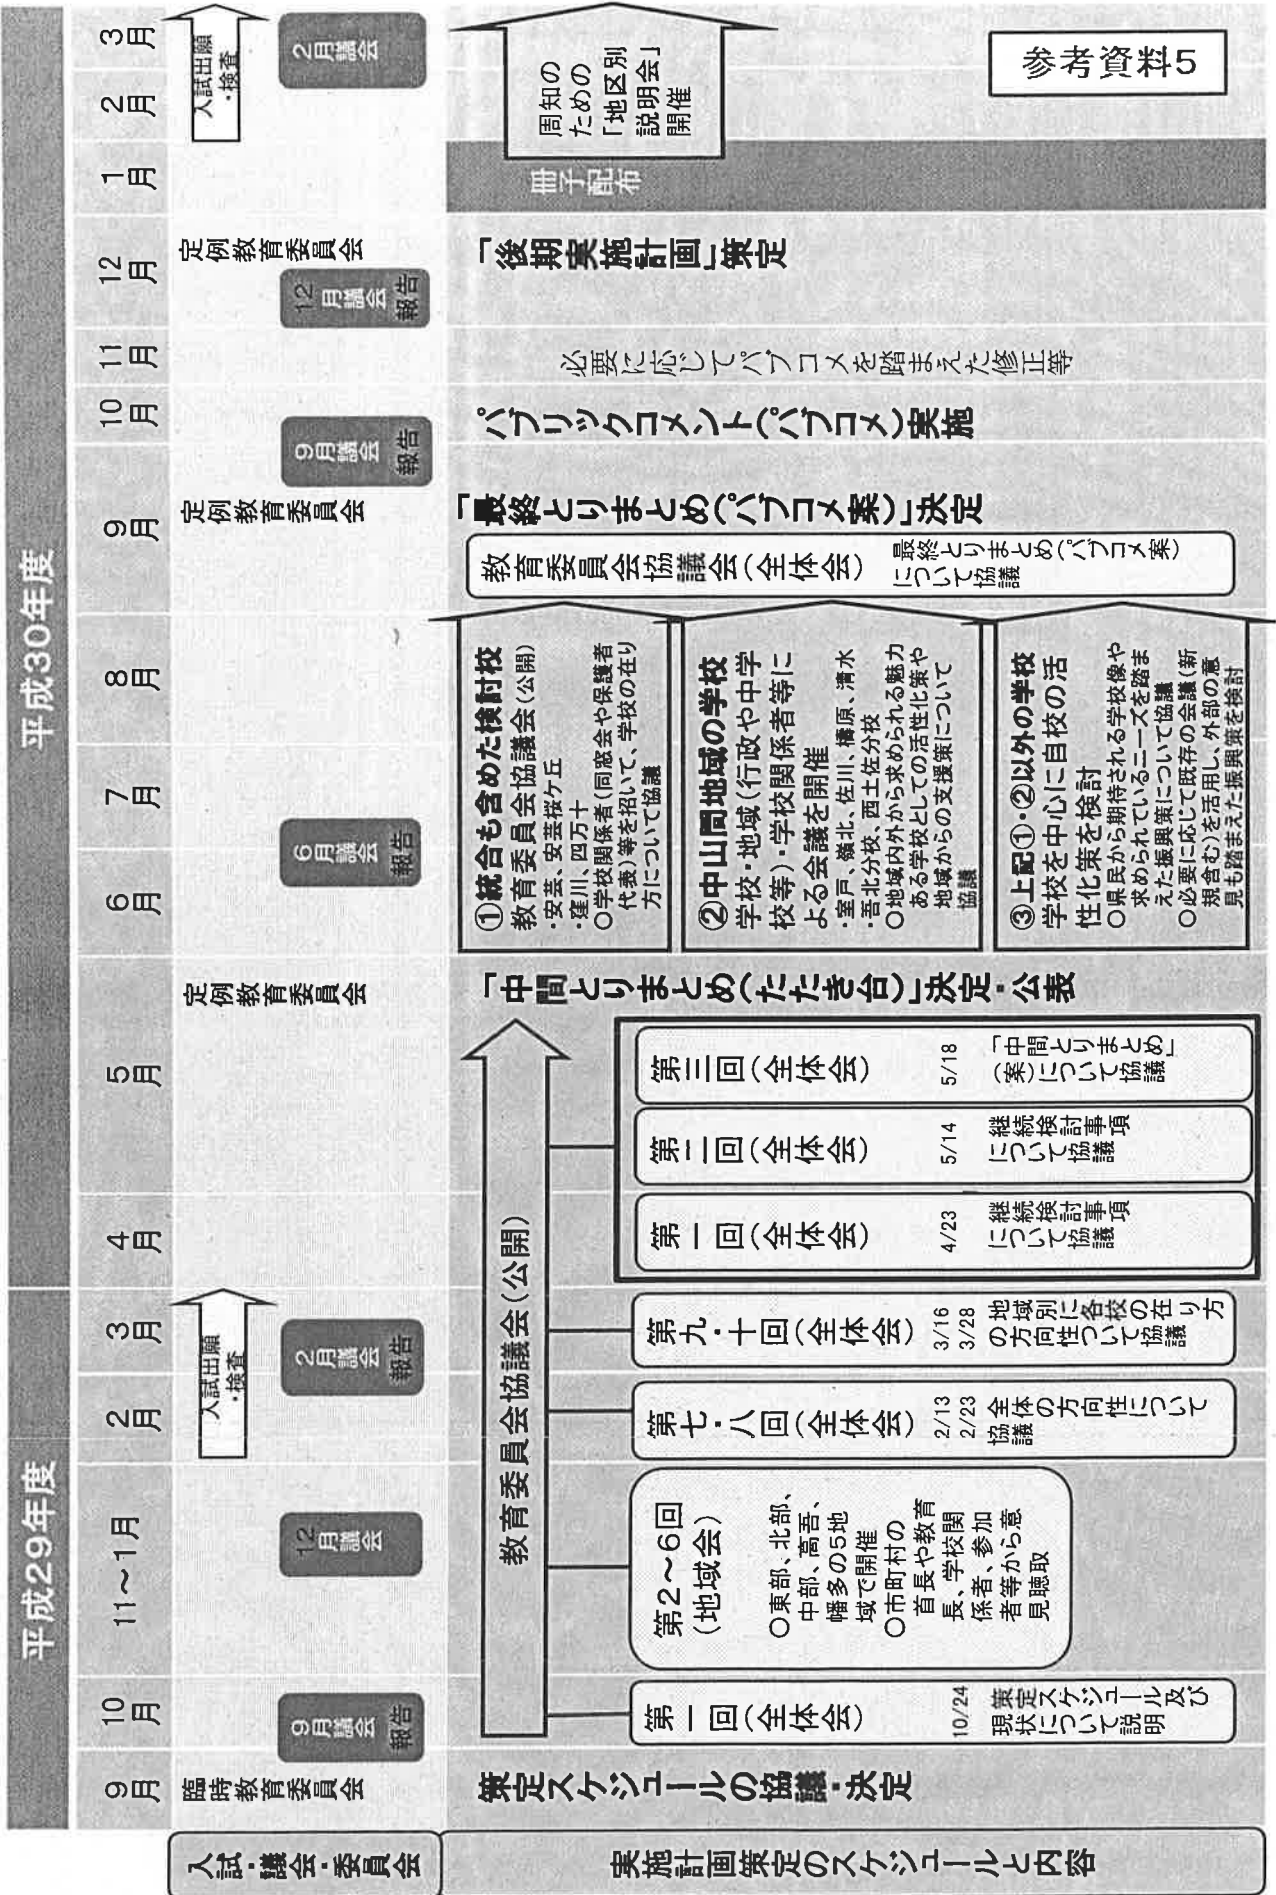 参考資料5
平成29年度
平成30年度
9月
10月
11~1月
2月
3月
4月
5月
6月
7月
8月
9月
10月
11月
12月
1月
2月
3月
入試・議会・委員会
臨時教育委員会
9月議会
報告
12月議会
入試出願
・検査
2月議会
報告
定例教育委員会
6月議会
報告
定例教育委員会
9月議会
報告
12月議会
報告
定例教育委員会
入試出願
・検査
2月議会
実施計画策定のスケジュールと内容
策定スケジュールの協議・決定
教育委員会協議会(公開)
第一回(全体会)
10/24
策定スケジュール及び
現状について説明
第2~6回
(地域会)
○東部、北部、
中部、高吾、
幡多の5地
域で開催
○市町村の
首長や教育
長、学校関
係者、参加
者等から意
見聴取
第七・八回(全体会)
2/13
2/23
全体の方向性について
協議
第九・十回(全体会)
3/16
3/28
地域別に各校の在り方
の方向性ついて協議
第一回(全体会)
4/23
継続検討事項
について協議
第二回(全体会)
5/14
継続検討事項
について協議
第三回(全体会)
5/18
「中間とりまとめ」
(案)について協議
「中間とりまとめ(たたき台)」決定・公表
①統合も含めた検討校
教育委員会協議会(公開)
・安芸、安芸桜ケ丘
・窪川、四万十
○学校関係者(同窓会や保護者
代表)等を招いて、学校の在り
方について協議
②中山間地域の学校
学校・地域(行政や中学
校等)・学校関係者等に
よる会議を開催
・室戸、嶺北、佐川、檮原、清水
・吾北分校、西土佐分校
○地域内外から求められる魅力
ある学校としての活性化策や
地域からの支援策について
協議
③上記①・②以外の学校
学校を中心に自校の活
性化策を検討
○県民から期待される学校像や
求められているニーズを踏ま
えた振興策について協議
○必要に応じて既存の会議(新
規含む)を活用し、外部の意
見も踏まえた振興策を検討
教育委員会協議会(全体会)
最終とりまとめ(パブコメ案)
について協議
「最終とりまとめ(パブコメ案)」決定
パブリックコメント(パブコメ)実施
必要に応じてパブコメを踏まえた修正等
「後期実施計画」策定
冊子配布
周知の
ための
「地区別
説明会」
開催